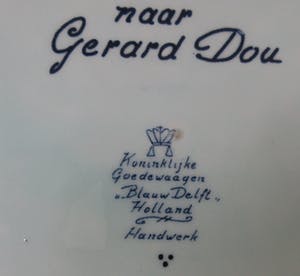 naar
Gerard Dou
Koninklijke
Goedewaagen
„Blauw Delft„
Holland
Handwerk